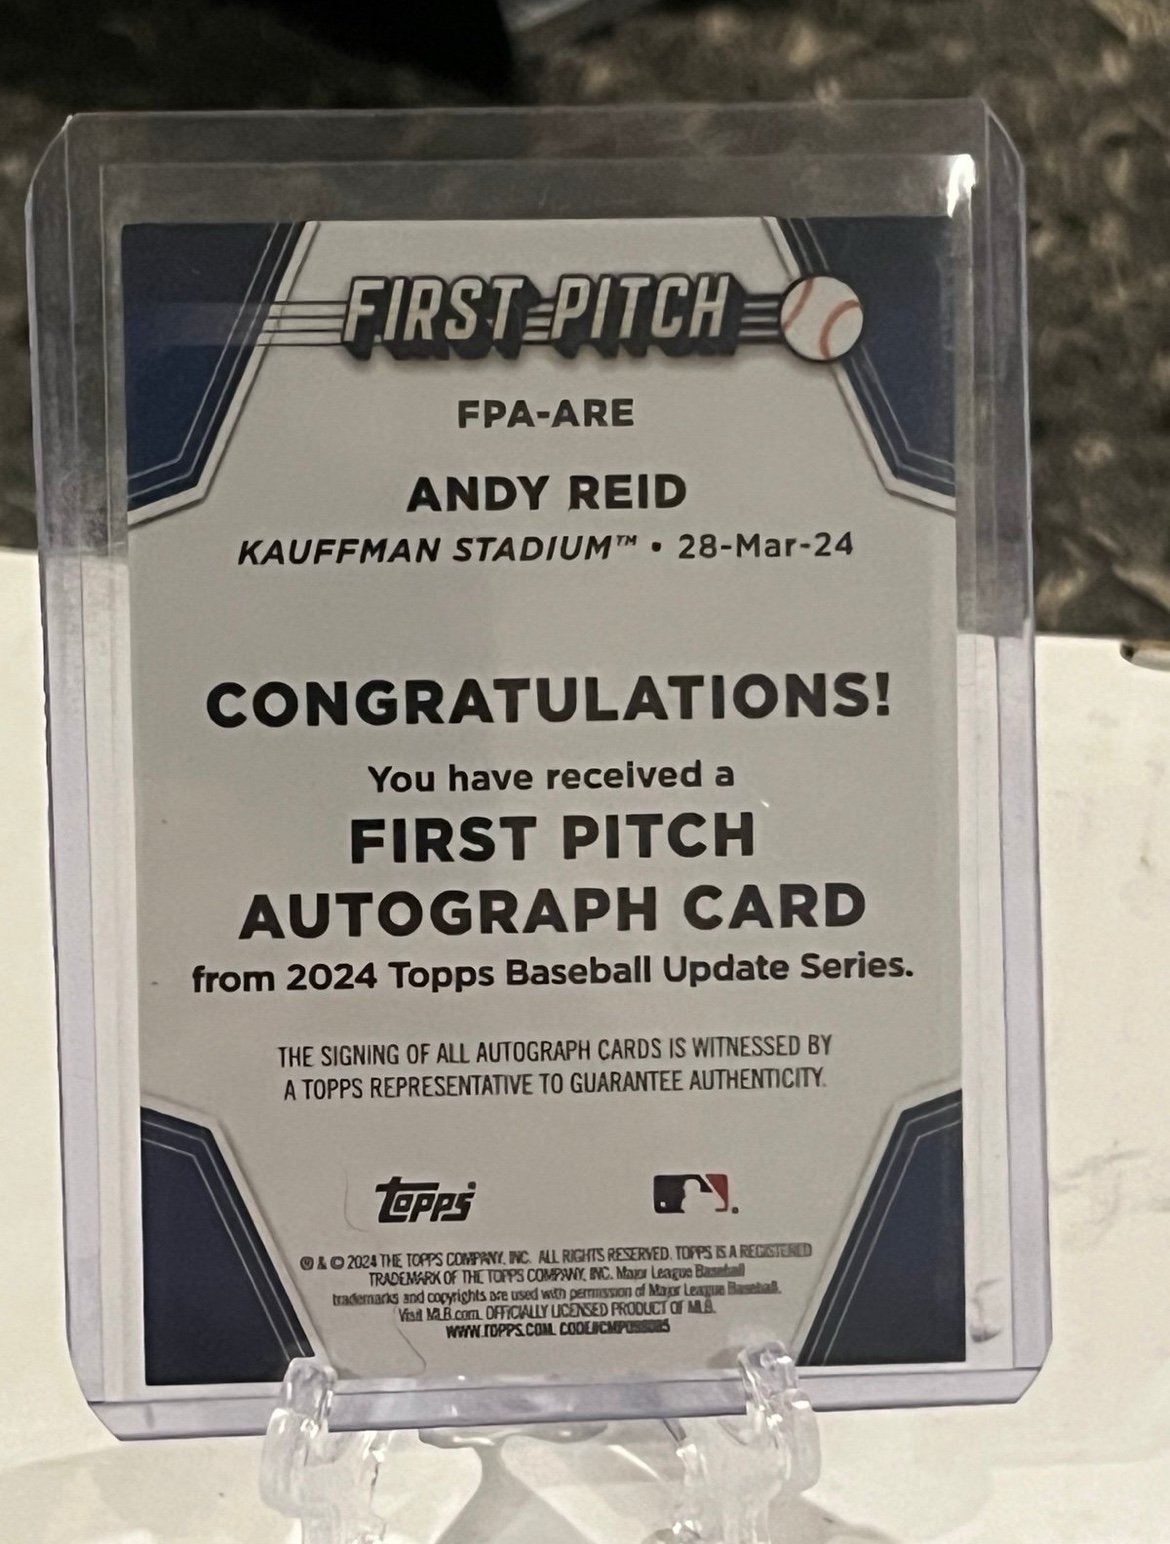 FIRST PITCH
FPA-ARE
ANDY REID
KAUFFMAN STADIUM™ • 28-Mar-24
CONGRATULATIONS!
You have received a
FIRST PITCH
AUTOGRAPH CARD
from 2024 Topps Baseball Update Series.
THE SIGNING OF ALL AUTOGRAPH CARDS IS WITNESSED BY
A TOPPS REPRESENTATIVE TO GUARANTEE AUTHENTICITY.
Topps
® & © 2024 THE TOPPS COMPANY, INC. ALL RIGHTS RESERVED. TOPPS IS A REGISTERED
TRADEMARK OF THE TOPPS COMPANY, INC. Major League Baseball
trademarks and copyrights are used with permission of Major League Baseball.
Visit MLB.com. OFFICIALLY LICENSED PRODUCT OF MLB.
WWW.TOPPS.COM.